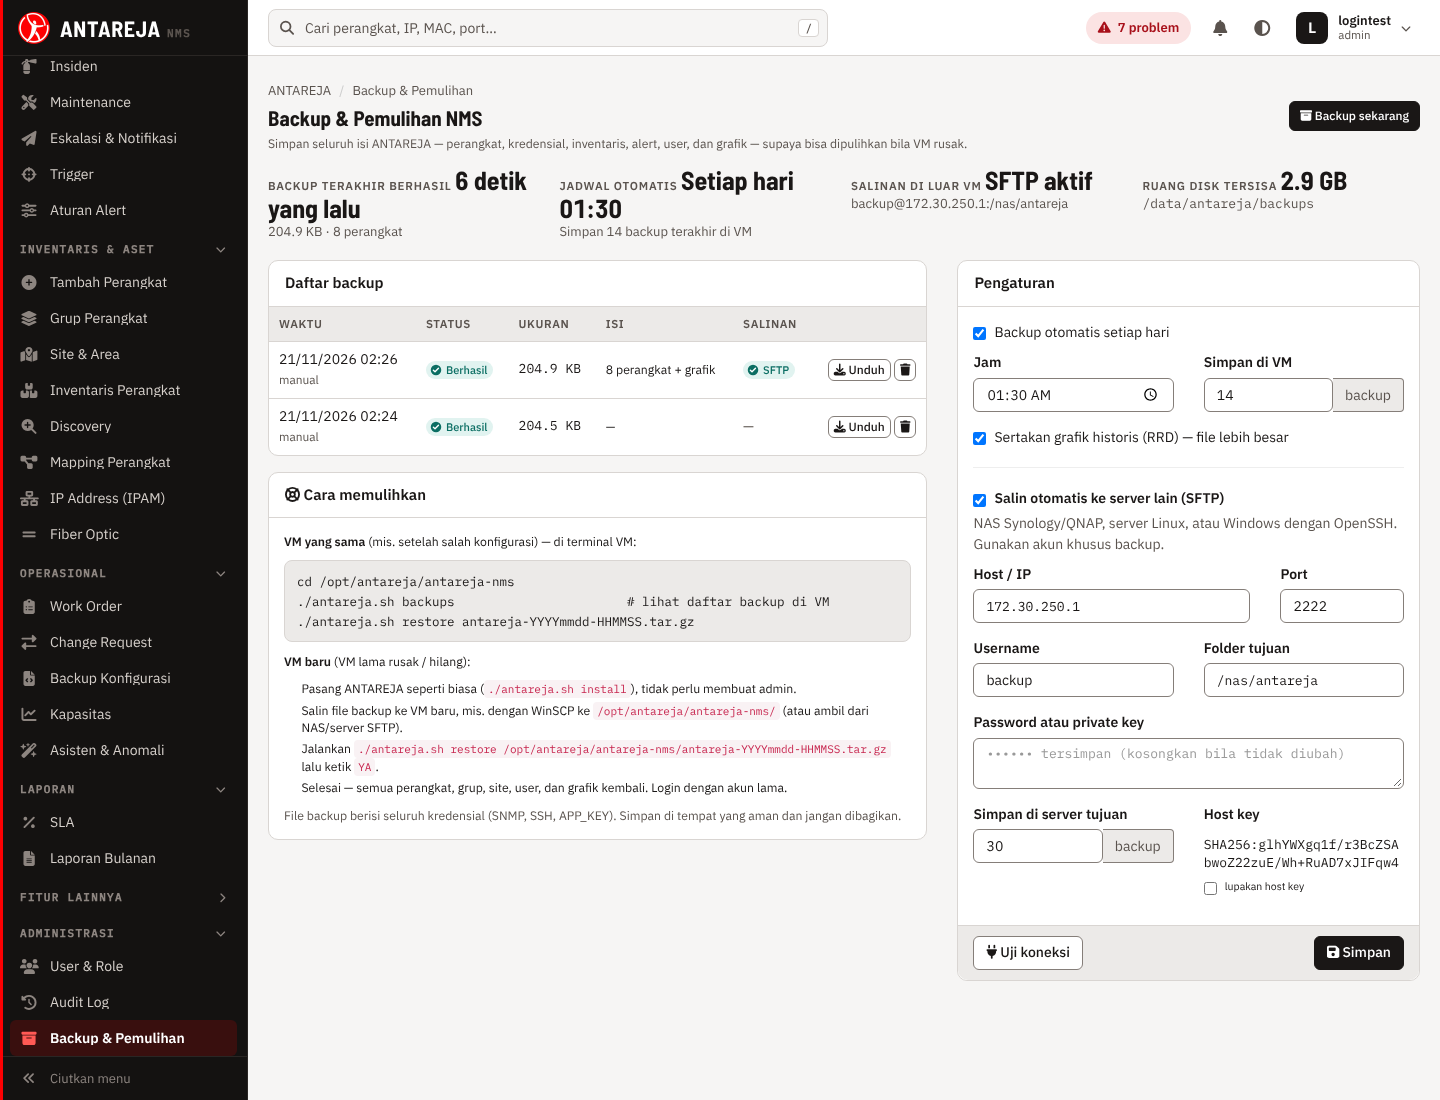 ANTAREJA NMS
Insiden
Maintenance
Eskalasi & Notifikasi
Trigger
Aturan Alert
INVENTARIS & ASET
Tambah Perangkat
Grup Perangkat
Site & Area
Inventaris Perangkat
Discovery
Mapping Perangkat
IP Address (IPAM)
Fiber Optic
OPERASIONAL
Work Order
Change Request
Backup Konfigurasi
Kapasitas
Asisten & Anomali
LAPORAN
SLA
Laporan Bulanan
FITUR LAINNYA
ADMINISTRASI
User & Role
Audit Log
Backup & Pemulihan
Ciutkan menu
Cari perangkat, IP, MAC, port... /
7 problem
L
logintest
admin
ANTAREJA / Backup & Pemulihan
Backup & Pemulihan NMS
Simpan seluruh isi ANTAREJA — perangkat, kredensial, inventaris, alert, user, dan grafik — supaya bisa dipulihkan bila VM rusak.
Backup sekarang
BACKUP TERAKHIR BERHASIL 6 detik
yang lalu
204.9 KB · 8 perangkat
JADWAL OTOMATIS Setiap hari
01:30
Simpan 14 backup terakhir di VM
SALINAN DI LUAR VM SFTP aktif
backup@172.30.250.1:/nas/antareja
RUANG DISK TERSISA 2.9 GB
/data/antareja/backups
Daftar backup
WAKTU STATUS UKURAN ISI SALINAN
21/11/2026 02:26
manual
Berhasil 204.9 KB 8 perangkat + grafik SFTP Unduh
21/11/2026 02:24
manual
Berhasil 204.5 KB — — Unduh
Cara memulihkan
VM yang sama (mis. setelah salah konfigurasi) — di terminal VM:
cd /opt/antareja/antareja-nms
./antareja.sh backups # lihat daftar backup di VM
./antareja.sh restore antareja-YYYYmmdd-HHMMSS.tar.gz
VM baru (VM lama rusak / hilang):
Pasang ANTAREJA seperti biasa ( ./antareja.sh install ), tidak perlu membuat admin.
Salin file backup ke VM baru, mis. dengan WinSCP ke /opt/antareja/antareja-nms/ (atau ambil dari
NAS/server SFTP).
Jalankan ./antareja.sh restore /opt/antareja/antareja-nms/antareja-YYYYmmdd-HHMMSS.tar.gz
lalu ketik YA .
Selesai — semua perangkat, grup, site, user, dan grafik kembali. Login dengan akun lama.
File backup berisi seluruh kredensial (SNMP, SSH, APP_KEY). Simpan di tempat yang aman dan jangan dibagikan.
Pengaturan
Backup otomatis setiap hari
Jam
01:30 AM
Simpan di VM
14 backup
Sertakan grafik historis (RRD) — file lebih besar
Salin otomatis ke server lain (SFTP)
NAS Synology/QNAP, server Linux, atau Windows dengan OpenSSH.
Gunakan akun khusus backup.
Host / IP
172.30.250.1
Port
2222
Username
backup
Folder tujuan
/nas/antareja
Password atau private key
•••••• tersimpan (kosongkan bila tidak diubah)
Simpan di server tujuan
30 backup
Host key
SHA256:glhYWXgq1f/r3BcZSA
bwoZ22zuE/Wh+RuAD7xJIFqw4
lupakan host key
Uji koneksi
Simpan